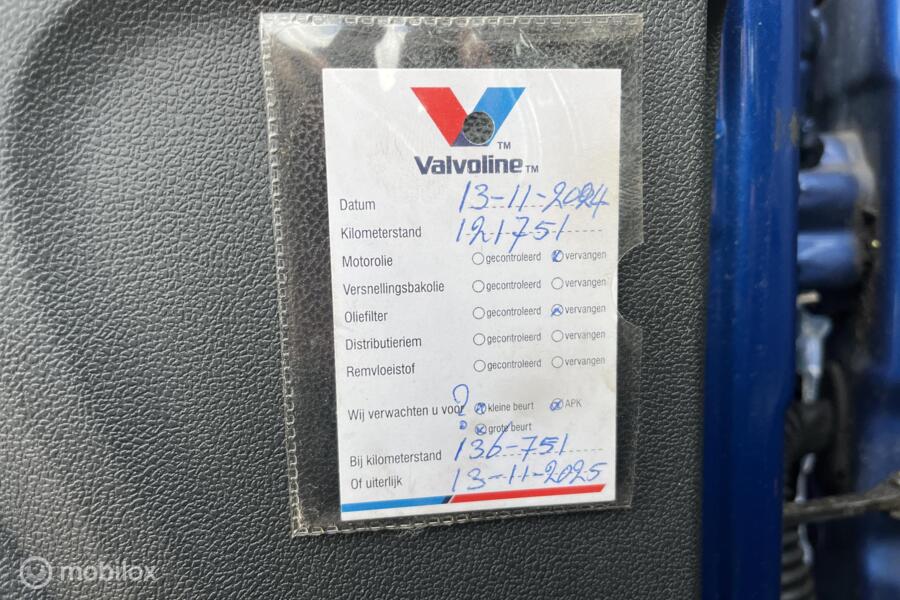 Valvoline™
Datum 13-11-2024
Kilometerstand 121751
Motorolie gecontroleerd vervangen
Versnellingsbakolie gecontroleerd vervangen
Oliefilter gecontroleerd vervangen
Distributieriem gecontroleerd vervangen
Remvloeistof gecontroleerd vervangen
Wij verwachten u voor ? kleine beurt APK
grote beurt
Bij kilometerstand 136-751
Of uiterlijk 13-11-2025
mobilox